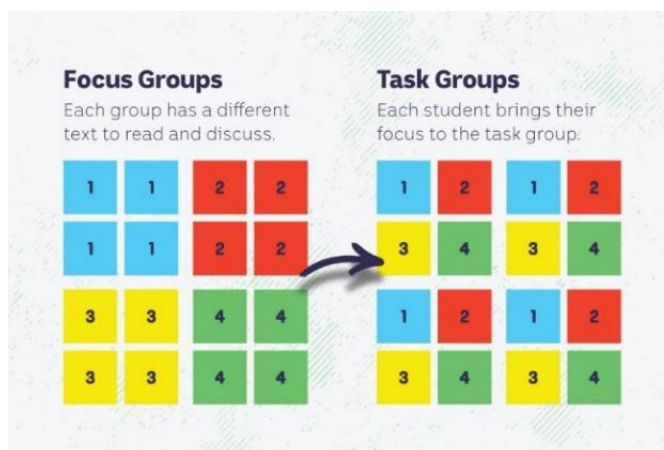 Focus Groups
Each group has a different
text to read and discuss.
1 1 2 2
1 1 2 2
3 3 4 4
3 3 4 4
Task Groups
Each student brings their
focus to the task group.
1 2 1 2
3 4 3 4
1 2 1 2
3 4 3 4